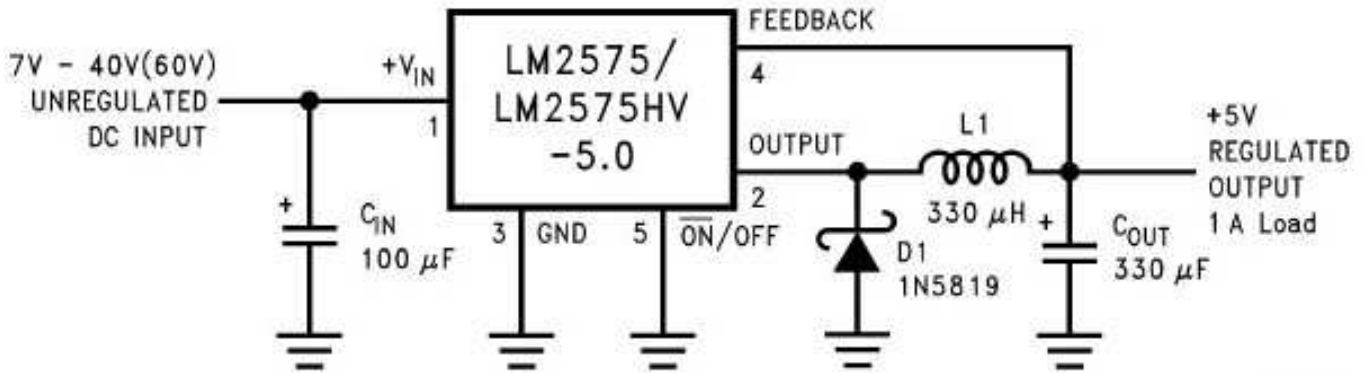 7V – 40V(60V)
UNREGULATED
DC INPUT
+VIN
1
CIN
+
100 μF
LM2575/
LM2575HV
–5.0
3
GND
5
ON/OFF
FEEDBACK
4
OUTPUT
2
L1
330 μH
D1
1N5819
+
COUT
330 μF
+5V
REGULATED
OUTPUT
1A Load